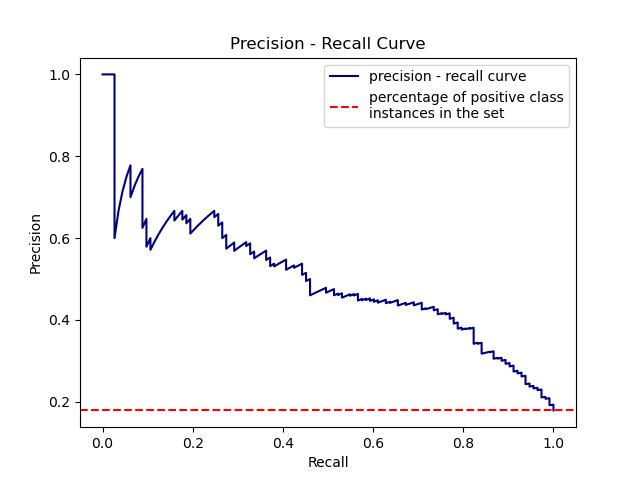 Precision - Recall Curve
precision - recall curve
percentage of positive class
instances in the set
Precision
1.0
0.8
0.6
0.4
0.2
0.0
0.2
0.4
0.6
0.8
1.0
Recall